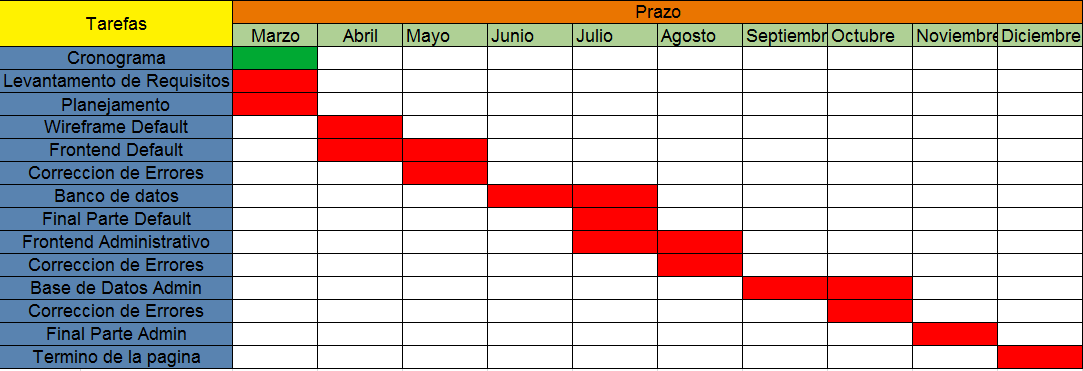 Tarefas
Prazo
Marzo Abril Mayo Junio Julio Agosto Septiembr Octubre Noviembre Diciembre
Cronograma
Levantamento de Requisitos
Planejamento
Wireframe Default
Frontend Default
Correccion de Errores
Banco de datos
Final Parte Default
Frontend Administrativo
Correccion de Errores
Base de Datos Admin
Correccion de Errores
Final Parte Admin
Termino de la pagina